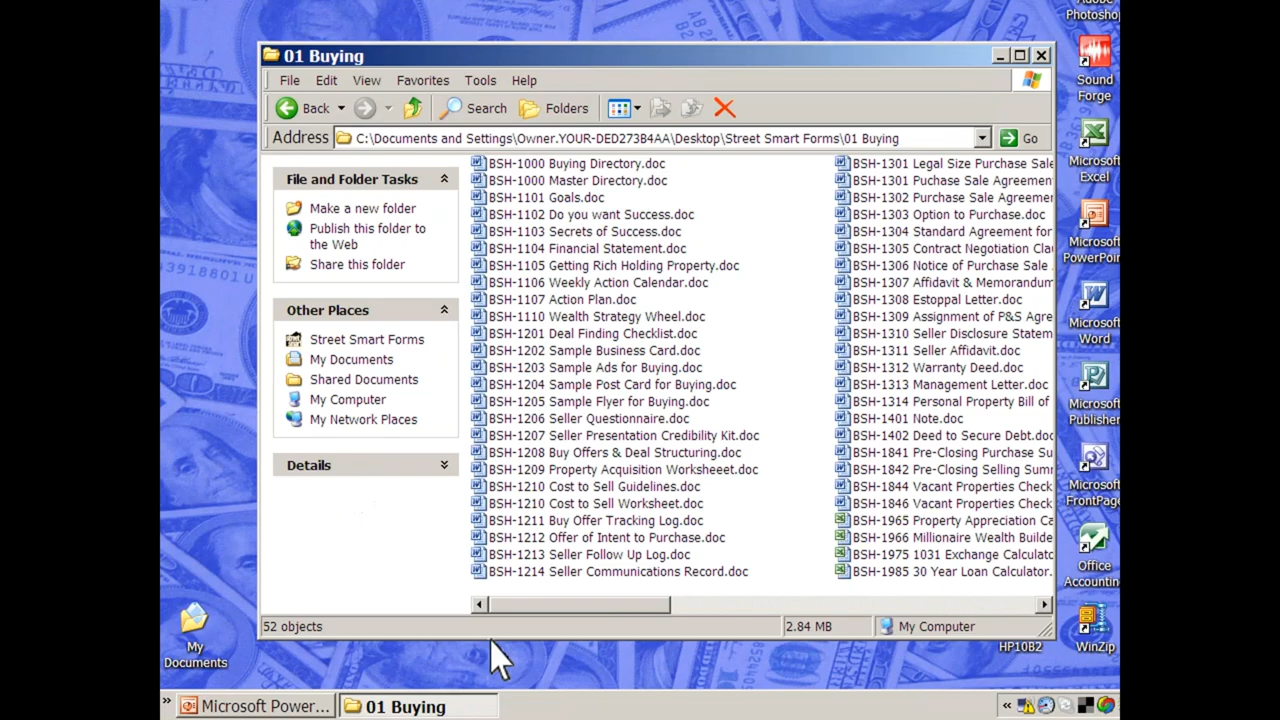 Adobe
Photoshop
01 Buying
File Edit View Favorites Tools Help
Back Search Folders
Address C:\Documents and Settings\Owner.YOUR-DED273B4AA\Desktop\Street Smart Forms\01 Buying Go
File and Folder Tasks
Make a new folder
Publish this folder to
the Web
Share this folder
Other Places
Street Smart Forms
My Documents
Shared Documents
My Computer
My Network Places
Details
BSH-1000 Buying Directory.doc
BSH-1000 Master Directory.doc
BSH-1101 Goals.doc
BSH-1102 Do you want Success.doc
BSH-1103 Secrets of Success.doc
BSH-1104 Financial Statement.doc
BSH-1105 Getting Rich Holding Property.doc
BSH-1106 Weekly Action Calendar.doc
BSH-1107 Action Plan.doc
BSH-1110 Wealth Strategy Wheel.doc
BSH-1201 Deal Finding Checklist.doc
BSH-1202 Sample Business Card.doc
BSH-1203 Sample Ads for Buying.doc
BSH-1204 Sample Post Card for Buying.doc
BSH-1205 Sample Flyer for Buying.doc
BSH-1206 Seller Questionnaire.doc
BSH-1207 Seller Presentation Credibility Kit.doc
BSH-1208 Buy Offers & Deal Structuring.doc
BSH-1209 Property Acquisition Worksheeet.doc
BSH-1210 Cost to Sell Guidelines.doc
BSH-1210 Cost to Sell Worksheet.doc
BSH-1211 Buy Offer Tracking Log.doc
BSH-1212 Offer of Intent to Purchase.doc
BSH-1213 Seller Follow Up Log.doc
BSH-1214 Seller Communications Record.doc
BSH-1301 Legal Size Purchase Sale
BSH-1301 Puchase Sale Agreement
BSH-1302 Purchase Sale Agreemer
BSH-1303 Option to Purchase.doc
BSH-1304 Standard Agreement for
BSH-1305 Contract Negotiation Cla
BSH-1306 Notice of Purchase Sale
BSH-1307 Affidavit & Memorandum
BSH-1308 Estoppal Letter.doc
BSH-1309 Assignment of P&S Agre
BSH-1310 Seller Disclosure Statem
BSH-1311 Seller Affidavit.doc
BSH-1312 Warranty Deed.doc
BSH-1313 Management Letter.doc
BSH-1314 Personal Property Bill of
BSH-1401 Note.doc
BSH-1402 Deed to Secure Debt.doc
BSH-1841 Pre-Closing Purchase Su
BSH-1842 Pre-Closing Selling Sum
BSH-1844 Vacant Properties Check
BSH-1846 Vacant Properties Check
BSH-1965 Property Appreciation Ca
BSH-1966 Millionaire Wealth Builde
BSH-1975 1031 Exchange Calculato
BSH-1985 30 Year Loan Calculator.
52 objects 2.84 MB My Computer
Sound
Forge
Microsoft
Excel
Microsoft
PowerPoin
Microsoft
Word
Microsoft
Publisher
Microsoft
FrontPage
Office
Accountin
WinZip
HP10B2
My
Documents
Microsoft Power... 01 Buying